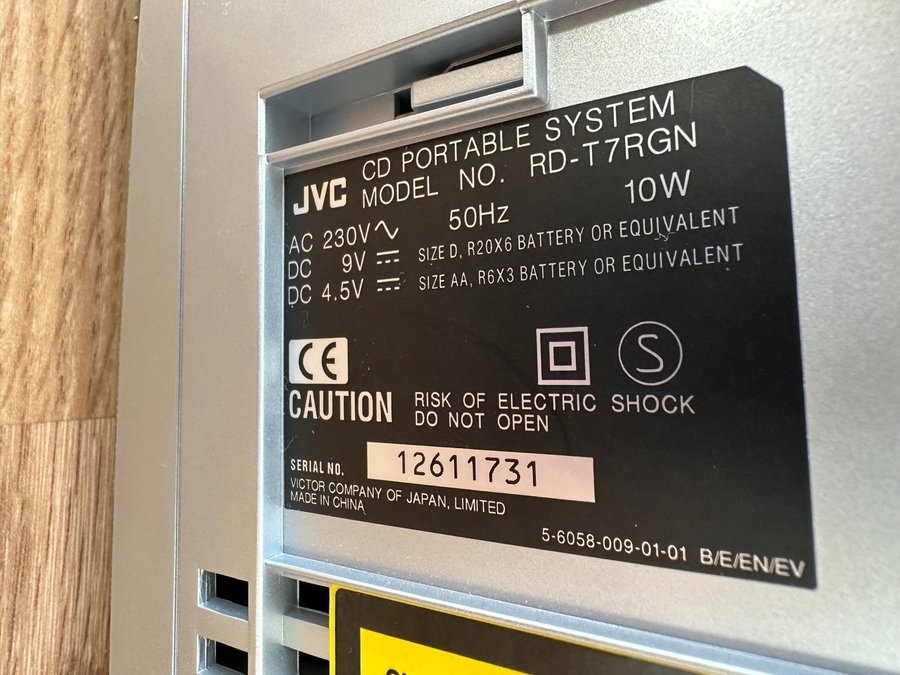 JVC CD PORTABLE SYSTEM
MODEL NO. RD-T7RGN
AC 230V 50Hz 10W
DC 9V SIZE D, R20X6 BATTERY OR EQUIVALENT
DC 4.5V SIZE AA, R6X3 BATTERY OR EQUIVALENT
CE
S
CAUTION RISK OF ELECTRIC SHOCK
DO NOT OPEN
SERIAL NO. 12611731
VICTOR COMPANY OF JAPAN, LIMITED
MADE IN CHINA
5-6058-009-01-01 B/E/EN/EV